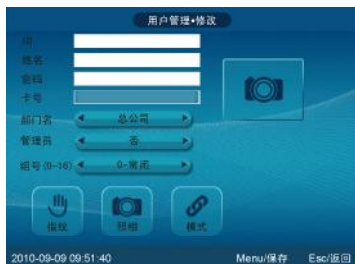 用户管理•修改
ID
姓名
密码
卡号
部门名 总公司
管理员 否
组号(0-16) 0-常闭
指纹 照相 模式
2010-09-09 09:51:40 Menu/保存 Esc/返回